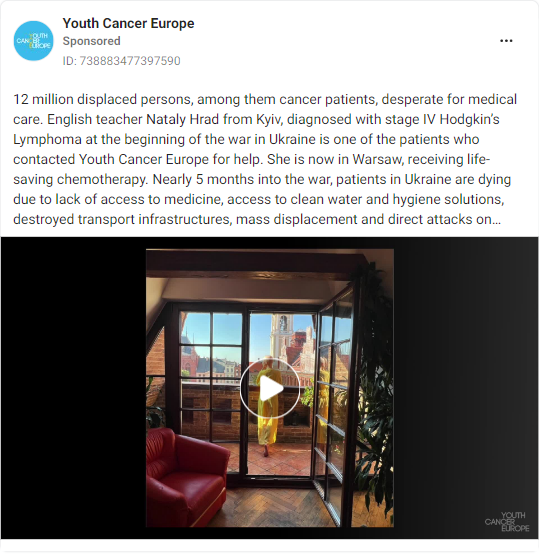 Youth Cancer Europe
Sponsored
ID: 738883477397590
YOUTH
CANCER
EUROPE
12 million displaced persons, among them cancer patients, desperate for medical
care. English teacher Nataly Hrad from Kyiv, diagnosed with stage IV Hodgkin’s
Lymphoma at the beginning of the war in Ukraine is one of the patients who
contacted Youth Cancer Europe for help. She is now in Warsaw, receiving life-
saving chemotherapy. Nearly 5 months into the war, patients in Ukraine are dying
due to lack of access to medicine, access to clean water and hygiene solutions,
destroyed transport infrastructures, mass displacement and direct attacks on…
YOUTH
CANCER
EUROPE